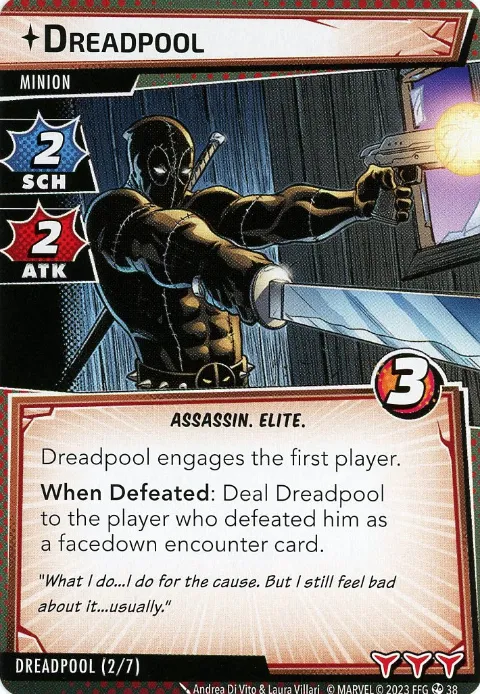 DREADPOOL
MINION
2
SCH
2
ATK
3
ASSASSIN. ELITE.
Dreadpool engages the first player.
When Defeated: Deal Dreadpool
to the player who defeated him as
a facedown encounter card.
"What I do...I do for the cause. But I still feel bad
about it...usually."
DREADPOOL (2/7)
Andrea Di Vito & Laura Villari © MARVEL © 2023 FFG 38